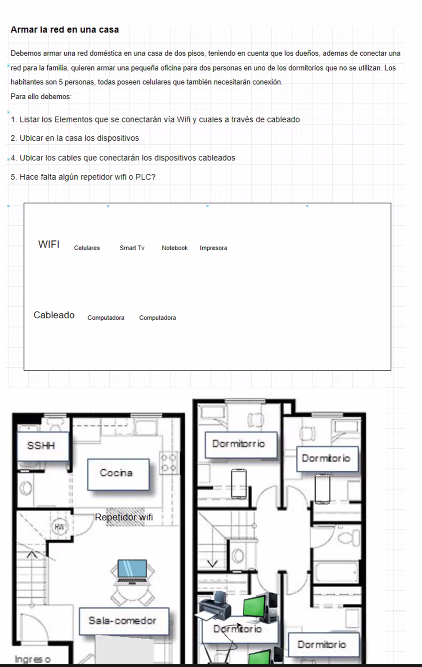 Armar la red en una casa
Debemos armar una red doméstica en una casa de dos pisos, teniendo en cuenta que los dueños, ademas de conectar una
red para la familia, quieren armar una pequeña oficina para dos personas en uno de los dormitorios que no se utilizan. Los
habitantes son 5 personas, todas poseen celulares que también necesitarán conexión.
Para ello debemos:
1. Listar los Elementos que se conectarán vía Wifi y cuales a través de cableado
2. Ubicar en la casa los dispositivos
4. Ubicar los cables que conectarán los dispositivos cableados
5. Hace falta algún repetidor wifi o PLC?
WIFI Celulares Smart Tv Notebook Impresora
Cableado Computadora Computadora
SSHH
Cocina
Repetidor wifi
HW
Sala-comedor
Ingreso
Dormitorrio
Dormitorio
Dormitorio
Dormitorio